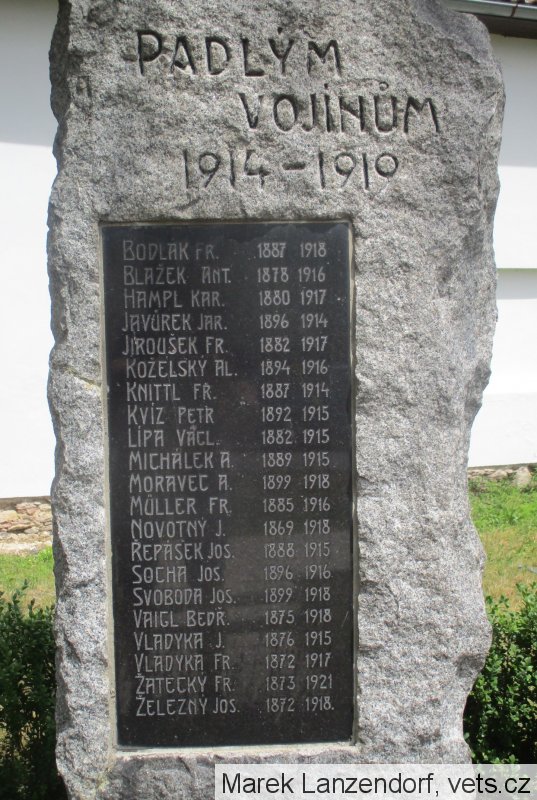 PADLÝM
VOJÍNŮM
1914-1919
BODLÁK FR. 1887 1918
BLAŽEK ANT. 1878 1916
HAMPL KAR. 1880 1917
JAVŮREK JAR. 1896 1914
JIROUŠEK FR. 1882 1917
KOŽELSKÝ AL. 1894 1916
KNITTL FR. 1887 1914
KVÍZ PETR 1892 1915
LÍPA VÁCL. 1882 1915
MICHÁLEK A. 1889 1915
MORAVEC A. 1899 1918
MÜLLER FR. 1885 1916
NOVOTNÝ J. 1869 1918
ŘEPÁSEK JOS. 1888 1915
SOCHA JOS. 1896 1916
SVOBODA JOS. 1899 1918
VAIGL BEDŘ. 1875 1918
VLADYKA J. 1876 1915
VLADYKA FR. 1872 1917
ŽATECKÝ FR. 1873 1921
ŽELEZNÝ JOS. 1872 1918.
Marek Lanzendorf, vets.cz